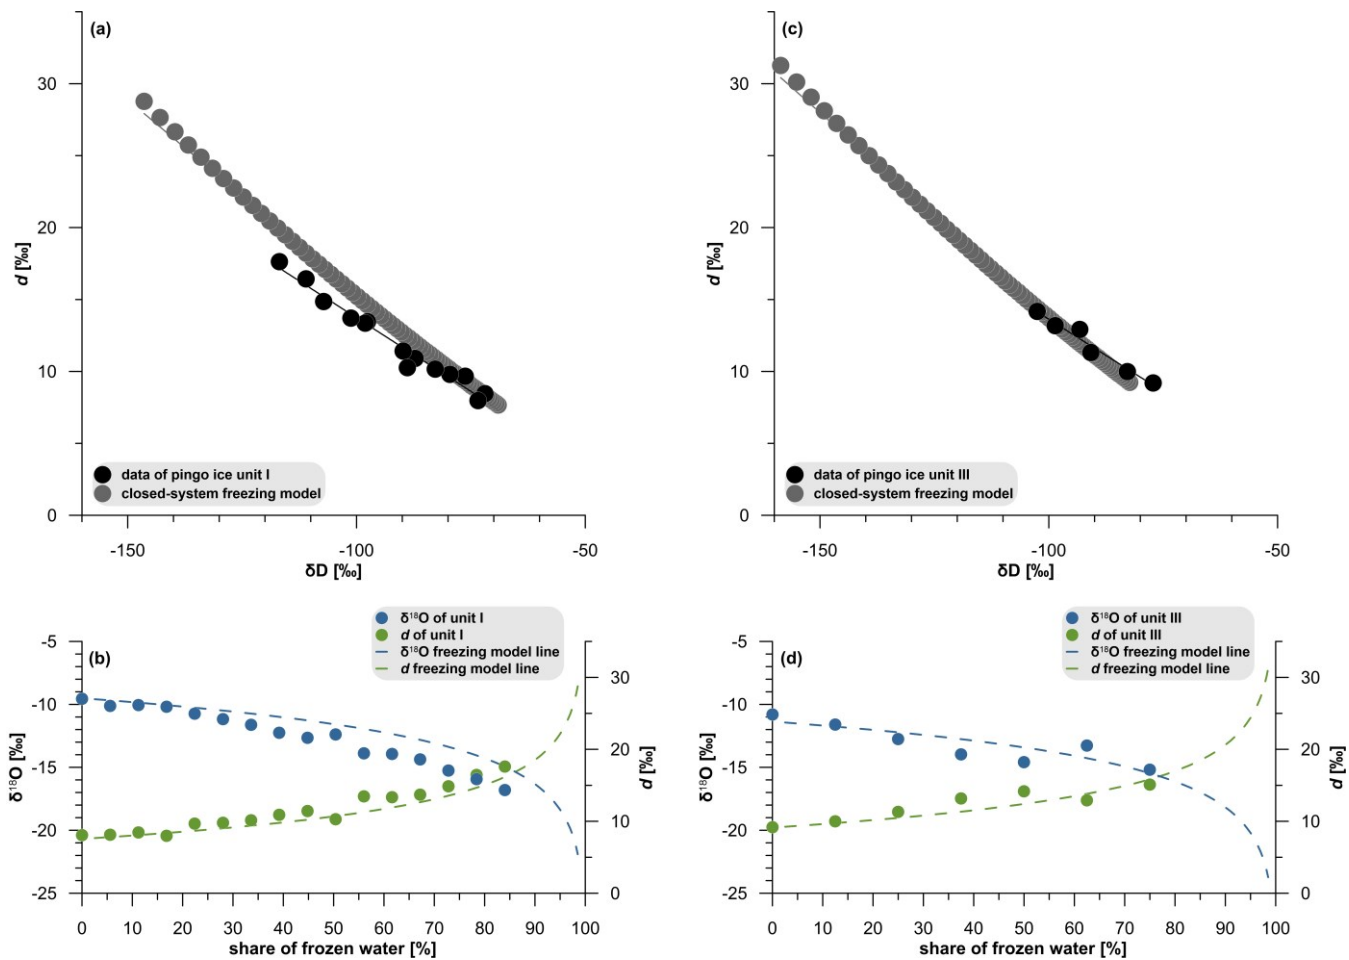 (a)
30
20
10
0
d [‰]
-150
-100
-50
δD [‰]
data of pingo ice unit I
closed-system freezing model
(c)
30
20
10
0
d [‰]
-150
-100
-50
δD [‰]
data of pingo ice unit III
closed-system freezing model
(b)
δ¹⁸O of unit I
d of unit I
δ¹⁸O freezing model line
d freezing model line
-5
-10
-15
-20
-25
δ¹⁸O [‰]
30
20
10
0
d [‰]
0 10 20 30 40 50 60 70 80 90 100
share of frozen water [%]
(d)
δ¹⁸O of unit III
d of unit III
δ¹⁸O freezing model line
d freezing model line
-5
-10
-15
-20
-25
δ¹⁸O [‰]
30
20
10
0
d [‰]
0 10 20 30 40 50 60 70 80 90 100
share of frozen water [%]